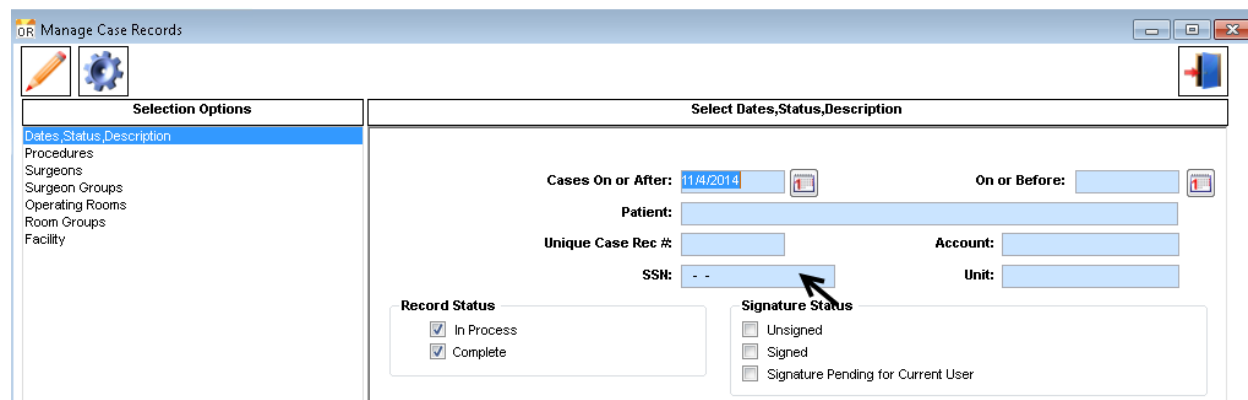 OR Manage Case Records
Selection Options
Dates,Status,Description
Procedures
Surgeons
Surgeon Groups
Operating Rooms
Room Groups
Facility
Select Dates,Status,Description
Cases On or After: 11/4/2014 1 On or Before: 1
Patient:
Unique Case Rec #: Account:
SSN: - - Unit:
Record Status
In Process
Complete
Signature Status
Unsigned
Signed
Signature Pending for Current User